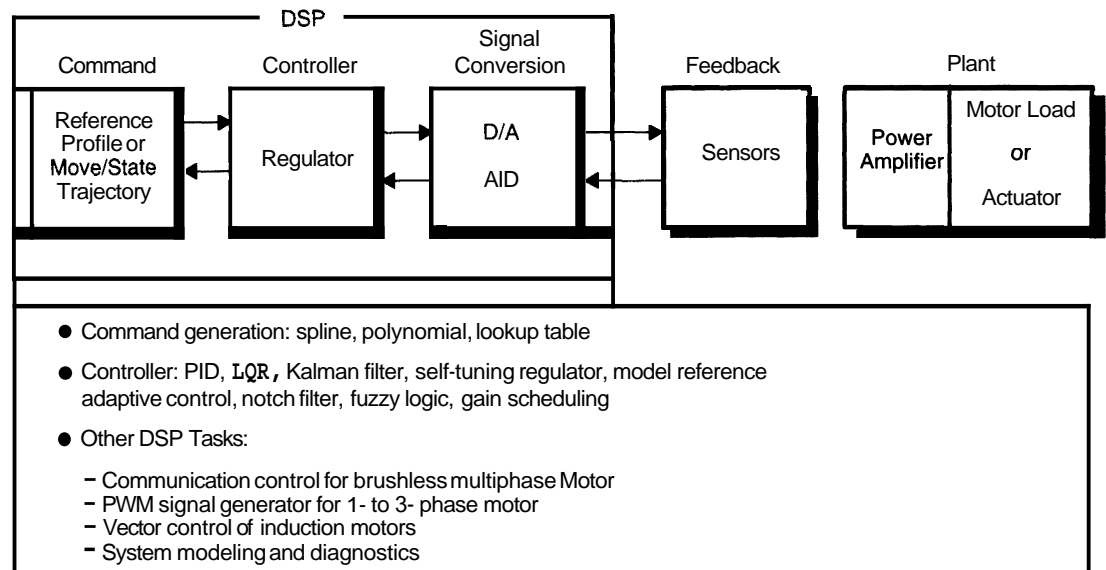 DSP
Command
Controller
Signal
Conversion
Feedback
Plant
Reference
Profile or
Move/State
Trajectory
Regulator
D/A
AID
Sensors
Power
Amplifier
Motor Load
or
Actuator
● Command generation: spline, polynomial, lookup table
● Controller: PID, LQR, Kalman filter, self-tuning regulator, model reference
adaptive control, notch filter, fuzzy logic, gain scheduling
● Other DSP Tasks:
– Communication control for brushless multiphase Motor
– PWM signal generator for 1- to 3- phase motor
– Vector control of induction motors
– System modeling and diagnostics